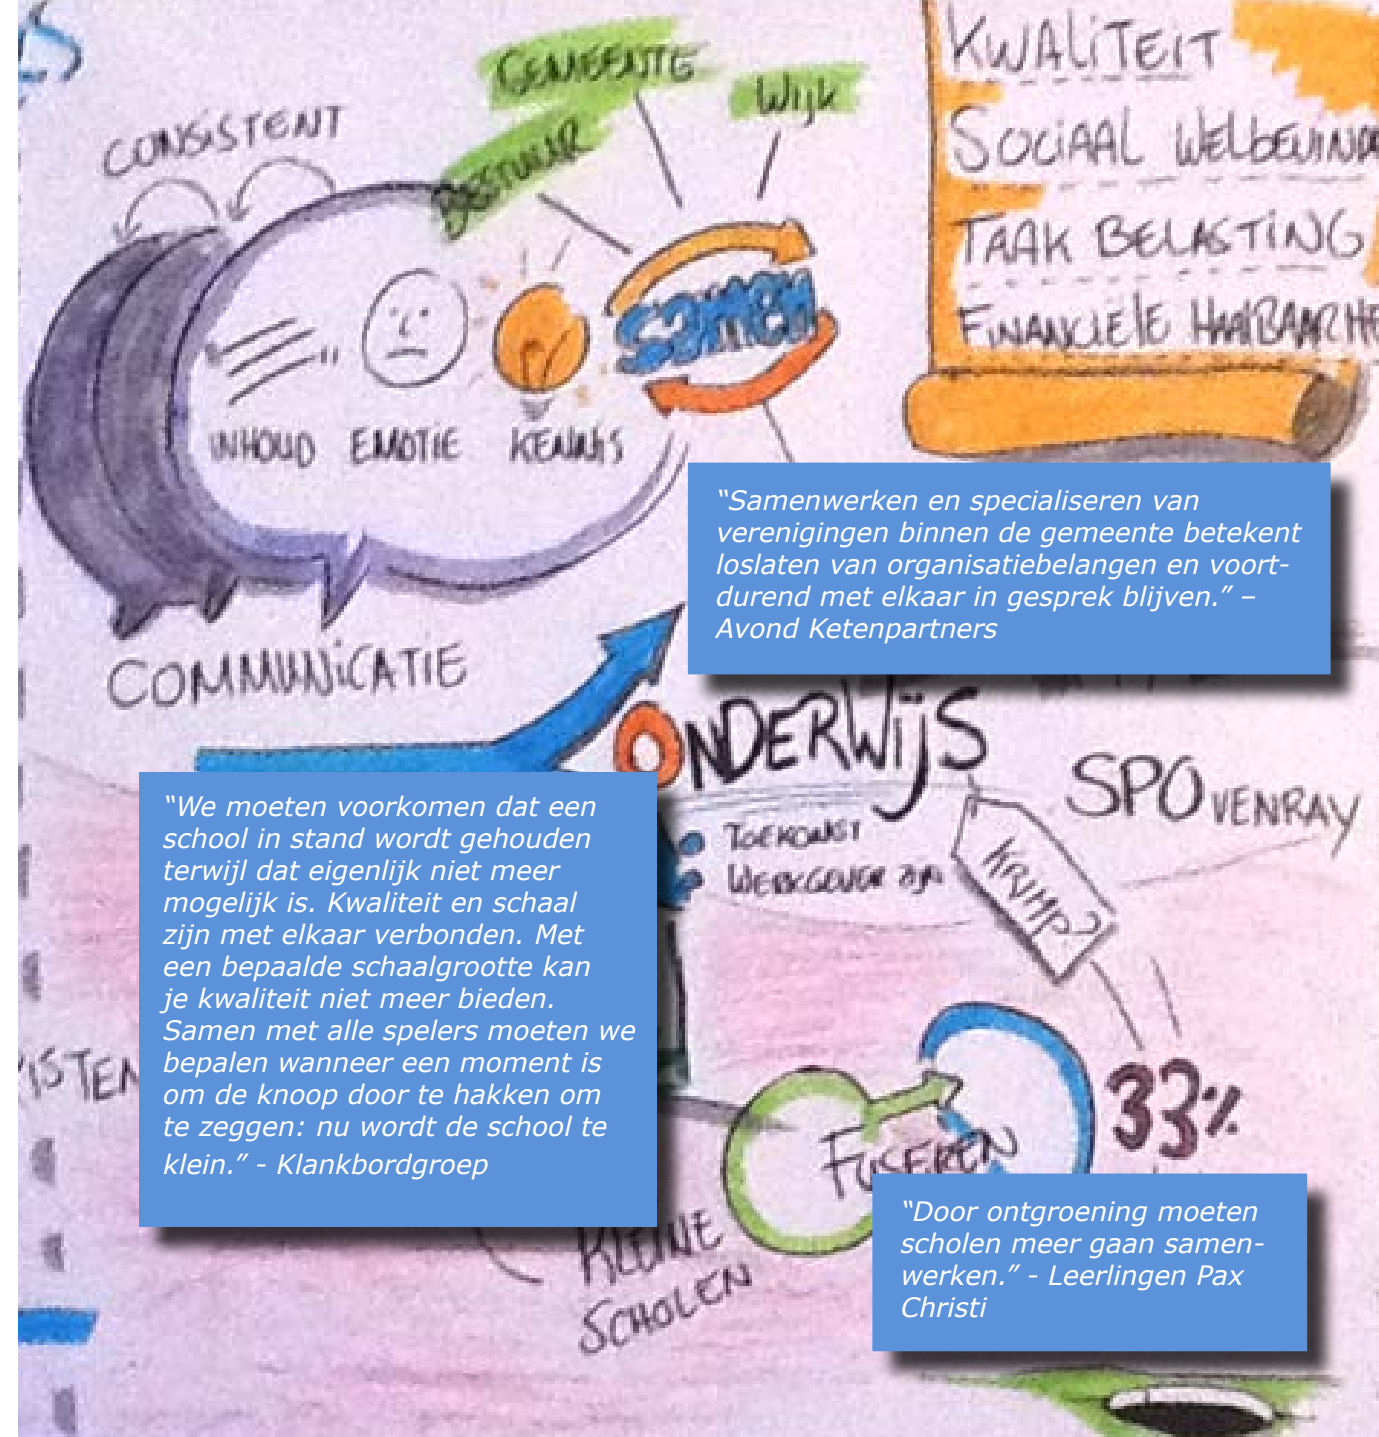 GEMEENTE
Wijk
BESTUUR
CONSISTENT
KWALiTEiT
SOCiAAL
TAAK BELASTING
FINANCIËLE
Samen
INHOUD EMOTIE KENNIS
“Samenwerken en specialiseren van
verenigingen binnen de gemeente betekent
loslaten van organisatiebelangen en voort-
durend met elkaar in gesprek blijven.” –
Avond Ketenpartners
COMMUNiCATIE
ONDERWijS
SPO VENRAY
TOEKOMST
WERKGEVER zijn
KRIMP?
“We moeten voorkomen dat een
school in stand wordt gehouden
terwijl dat eigenlijk niet meer
mogelijk is. Kwaliteit en schaal
zijn met elkaar verbonden. Met
een bepaalde schaalgrootte kan
je kwaliteit niet meer bieden.
Samen met alle spelers moeten we
bepalen wanneer een moment is
om de knoop door te hakken om
te zeggen: nu wordt de school te
klein.” - Klankbordgroep
33%
FUSEREN
KLEINE
SCHOLEN
“Door ontgroening moeten
scholen meer gaan samen-
werken.” - Leerlingen Pax
Christi